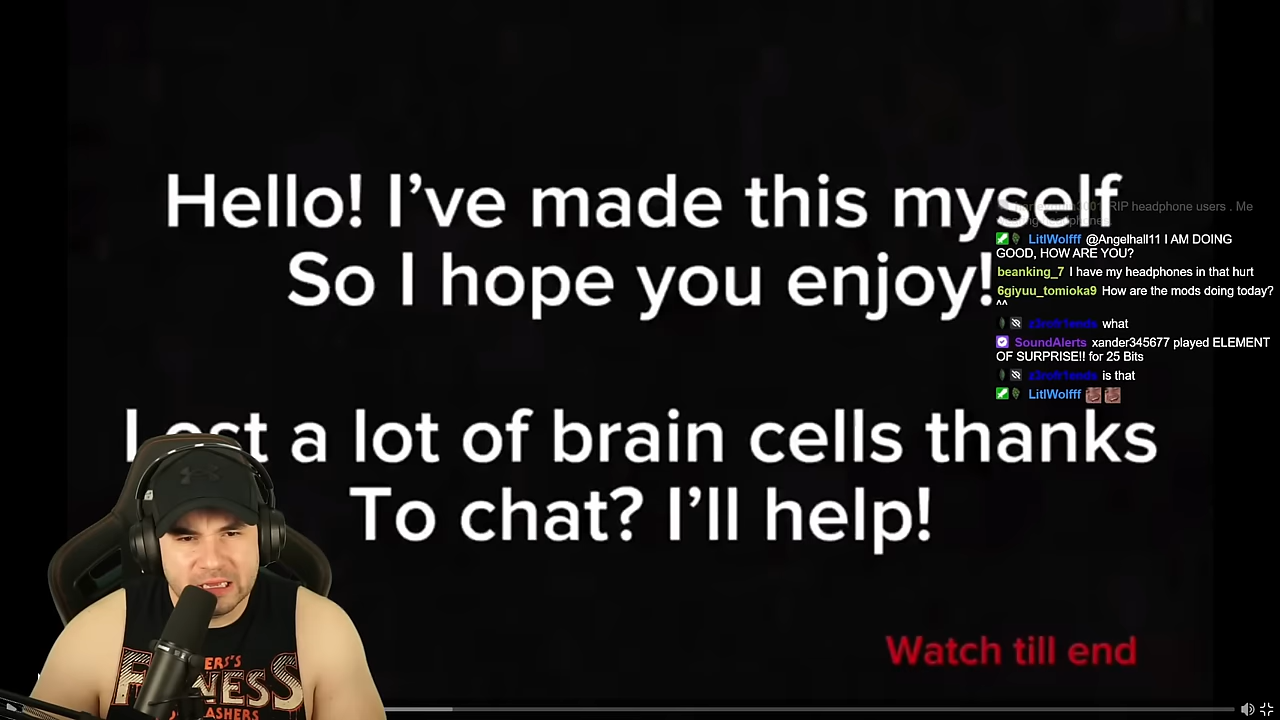 Hello! I've made this myself
So I hope you enjoy!
Lost a lot of brain cells thanks
To chat? I'll help!
Watch till end
RIP headphone users . Me
LitlWolfff @Angelhall11 I AM DOING
GOOD, HOW ARE YOU?
beanking_7 I have my headphones in that hurt
6giyuu_tomioka9 How are the mods doing today?
^^
what
SoundAlerts xander345677 played ELEMENT
OF SURPRISE!! for 25 Bits
is that
LitlWolfff